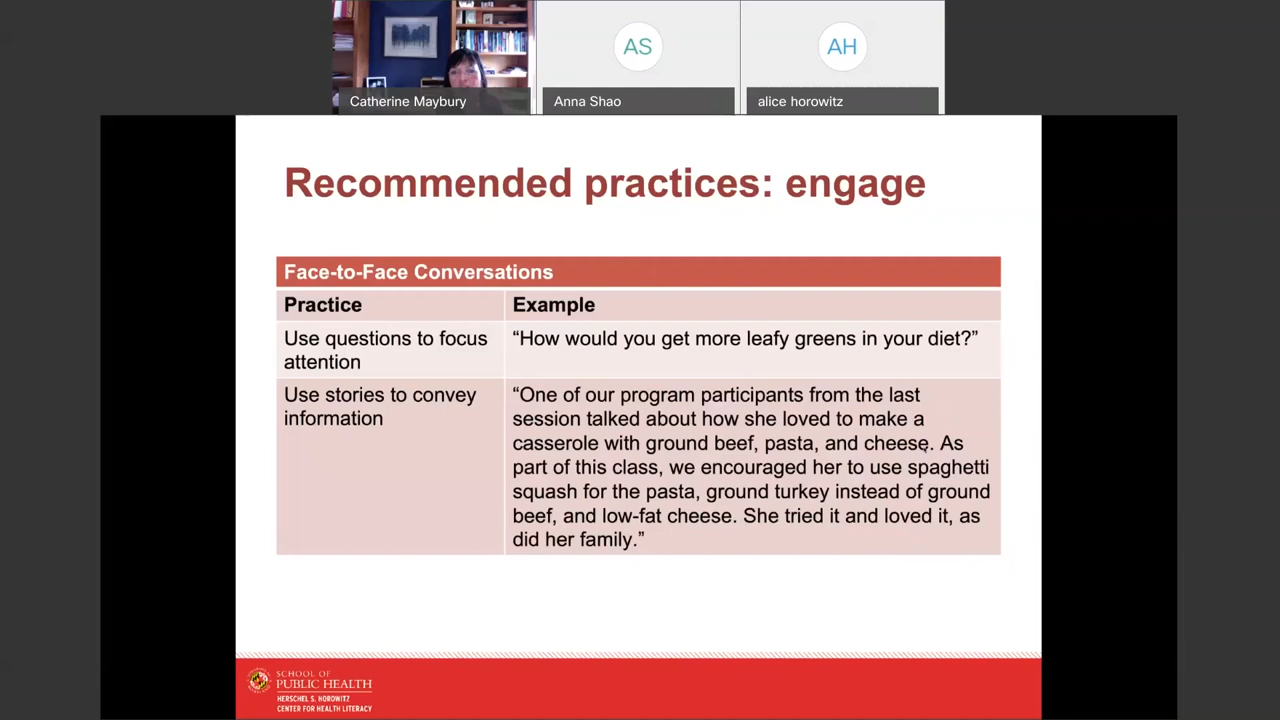 AS
AH
Catherine Maybury
Anna Shao
alice horowitz
Recommended practices: engage
Face-to-Face Conversations
Practice
Example
Use questions to focus
attention
“How would you get more leafy greens in your diet?”
Use stories to convey
information
“One of our program participants from the last
session talked about how she loved to make a
casserole with ground beef, pasta, and cheese. As
part of this class, we encouraged her to use spaghetti
squash for the pasta, ground turkey instead of ground
beef, and low-fat cheese. She tried it and loved it, as
did her family.”
SCHOOL OF
PUBLIC HEALTH
HERSCHEL S. HOROWITZ
CENTER FOR HEALTH LITERACY